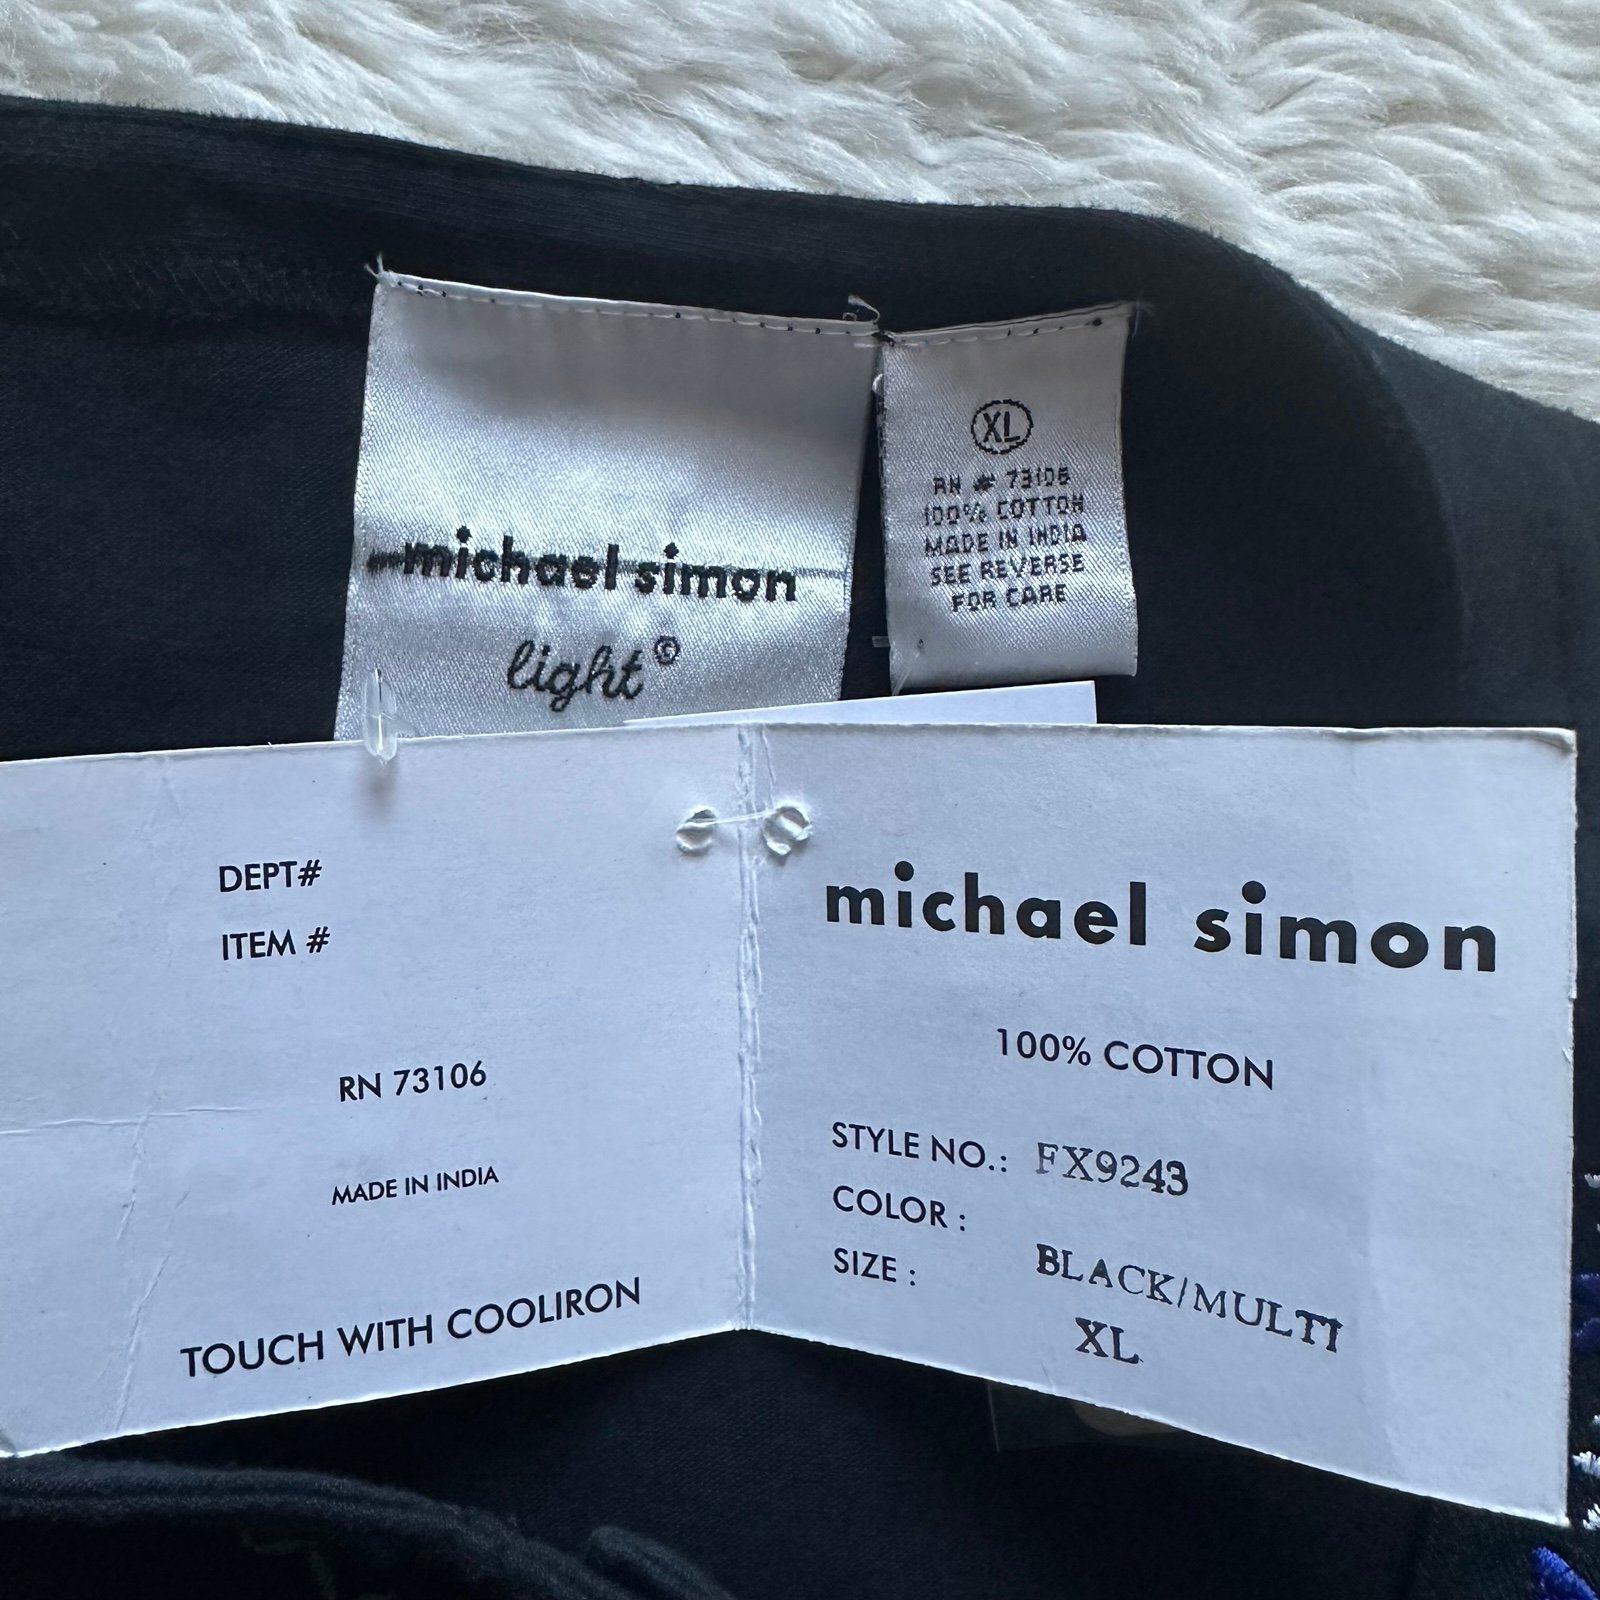 michael simon
light©
XL
RN # 73106
100% COTTON
MADE IN INDIA
SEE REVERSE
FOR CARE
DEPT#
ITEM #
RN 73106
MADE IN INDIA
TOUCH WITH COOLIRON
michael simon
100% COTTON
STYLE NO.: FX9243
COLOR : BLACK/MULTI
SIZE : XL